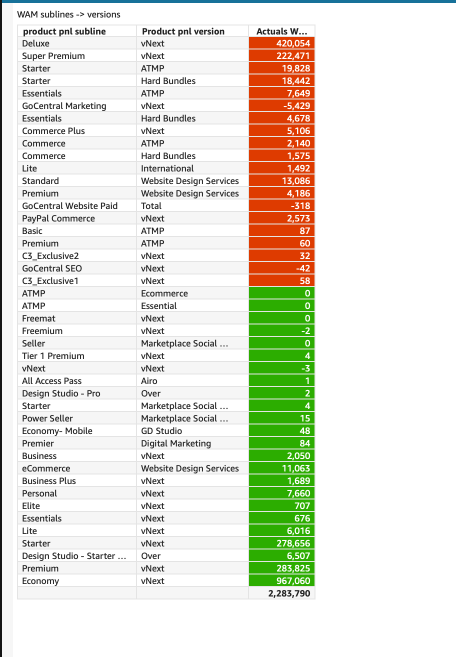 WAM sublines -> versions
product pnl subline Product pnl version Actuals W...
Deluxe vNext 420,054
Super Premium vNext 222,471
Starter ATMP 19,828
Starter Hard Bundles 18,442
Essentials ATMP 7,649
GoCentral Marketing vNext -5,429
Essentials Hard Bundles 4,678
Commerce Plus vNext 5,106
Commerce ATMP 2,140
Commerce Hard Bundles 1,575
Lite International 1,492
Standard Website Design Services 13,086
Premium Website Design Services 4,186
GoCentral Website Paid Total -318
PayPal Commerce vNext 2,573
Basic ATMP 87
Premium ATMP 60
C3_Exclusive2 vNext 32
GoCentral SEO vNext -42
C3_Exclusive1 vNext 58
ATMP Ecommerce 0
ATMP Essential 0
Freemat vNext 0
Freemium vNext -2
Seller Marketplace Social ... 0
Tier 1 Premium vNext 4
vNext vNext -3
All Access Pass Airo 1
Design Studio - Pro Over 2
Starter Marketplace Social ... 4
Power Seller Marketplace Social ... 15
Economy- Mobile GD Studio 48
Premier Digital Marketing 84
Business vNext 2,050
eCommerce Website Design Services 11,063
Business Plus vNext 1,689
Personal vNext 7,660
Elite vNext 707
Essentials vNext 676
Lite vNext 6,016
Starter vNext 278,656
Design Studio - Starter ... Over 6,507
Premium vNext 283,825
Economy vNext 967,060
2,283,790